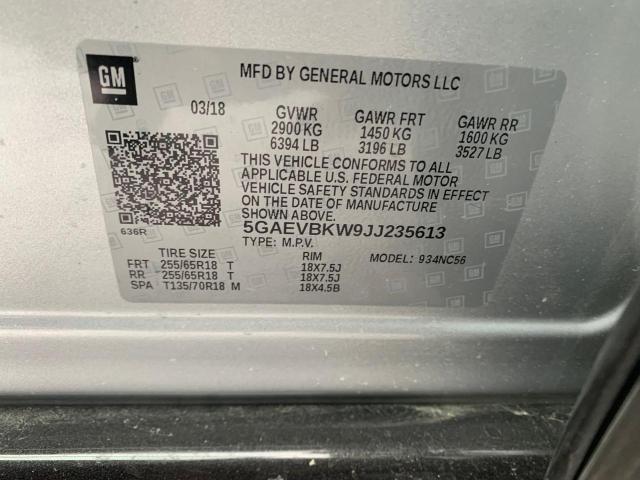 GM
MFD BY GENERAL MOTORS LLC
03/18 GVWR GAWR FRT GAWR RR
2900 KG 1450 KG 1600 KG
6394 LB 3196 LB 3527 LB
THIS VEHICLE CONFORMS TO ALL
APPLICABLE U.S. FEDERAL MOTOR
VEHICLE SAFETY STANDARDS IN EFFECT
ON THE DATE OF MANUFACTURE
SHOWN ABOVE.
636R
5GAEVBKW9JJ235613
TYPE: M.P.V. MODEL: 934NC56
TIRE SIZE RIM
FRT 255/65R18 T 18X7.5J
RR 255/65R18 T 18X7.5J
SPA T135/70R18 M 18X4.5B